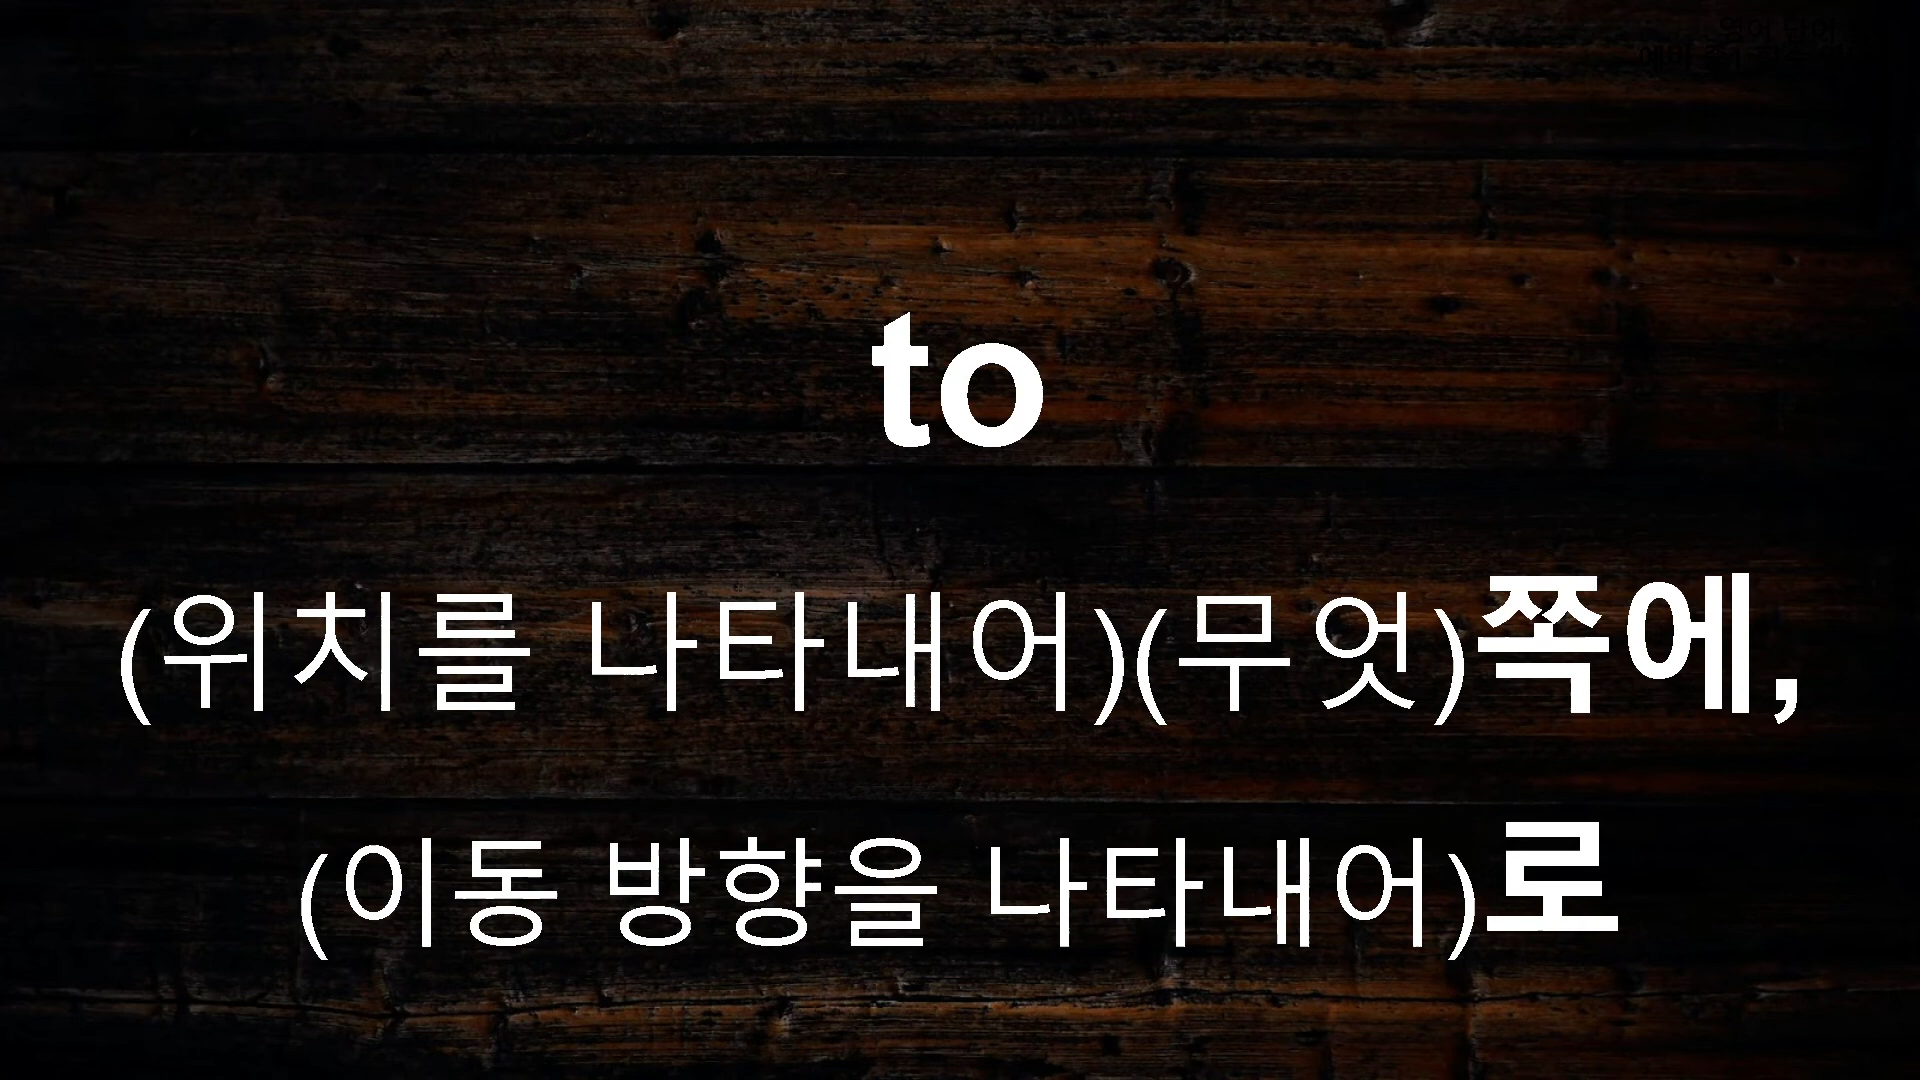 to
(위치를 나타내어)(무엇)쪽에,
(이동 방향을 나타내어)로